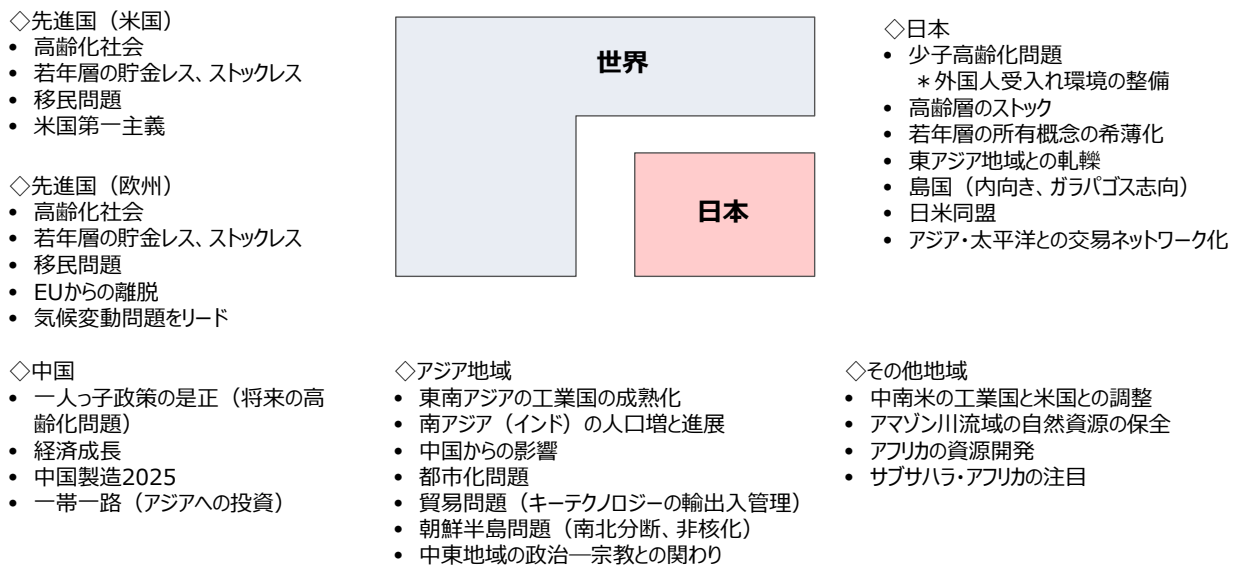 ◇先進国（米国）
• 高齢化社会
• 若年層の貯金レス、ストックレス
• 移民問題
• 米国第一主義
◇先進国（欧州）
• 高齢化社会
• 若年層の貯金レス、ストックレス
• 移民問題
• EUからの離脱
• 気候変動問題をリード
世界
日本
◇日本
• 少子高齢化問題
＊外国人受入れ環境の整備
• 高齢層のストック
• 若年層の所有概念の希薄化
• 東アジア地域との軋轢
• 島国（内向き、ガラパゴス志向）
• 日米同盟
• アジア・太平洋との交易ネットワーク化
◇中国
• 一人っ子政策の是正（将来の高
齢化問題）
• 経済成長
• 中国製造2025
• 一帯一路（アジアへの投資）
◇アジア地域
• 東南アジアの工業国の成熟化
• 南アジア（インド）の人口増と進展
• 中国からの影響
• 都市化問題
• 貿易問題（キーテクノロジーの輸出入管理）
• 朝鮮半島問題（南北分断、非核化）
• 中東地域の政治―宗教との関わり
◇その他地域
• 中南米の工業国と米国との調整
• アマゾン川流域の自然資源の保全
• アフリカの資源開発
• サブサハラ・アフリカの注目